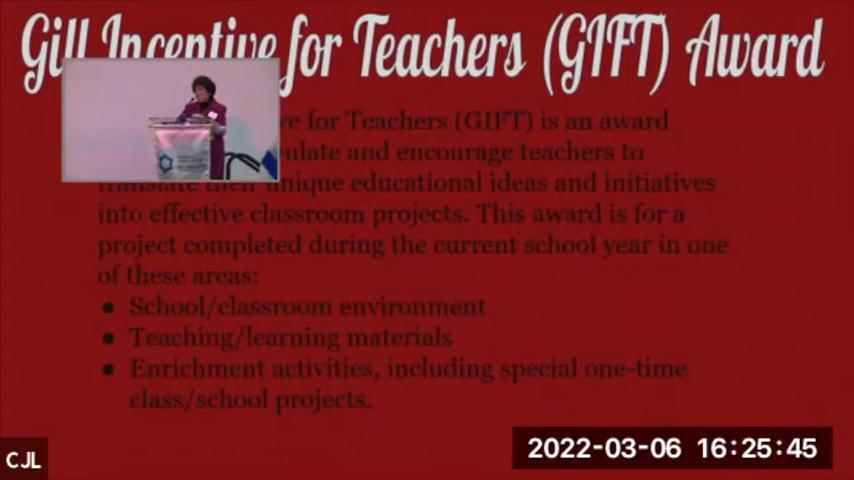 Gill Incentive for Teachers (GIFT) Award
ve for Teachers (GIFT) is an award
ulate and encourage teachers to
translate their unique educational ideas and initiatives
into effective classroom projects. This award is for a
project completed during the current school year in one
of these areas:
● School/classroom environment
● Teaching/learning materials
● Enrichment activities, including special one-time
class/school projects.
CJL
2022-03-06 16:25:45